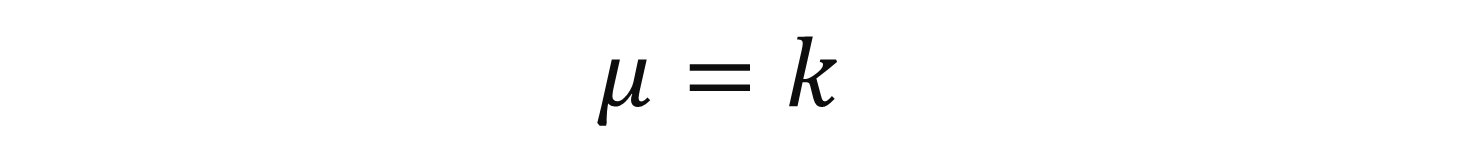 μ = k